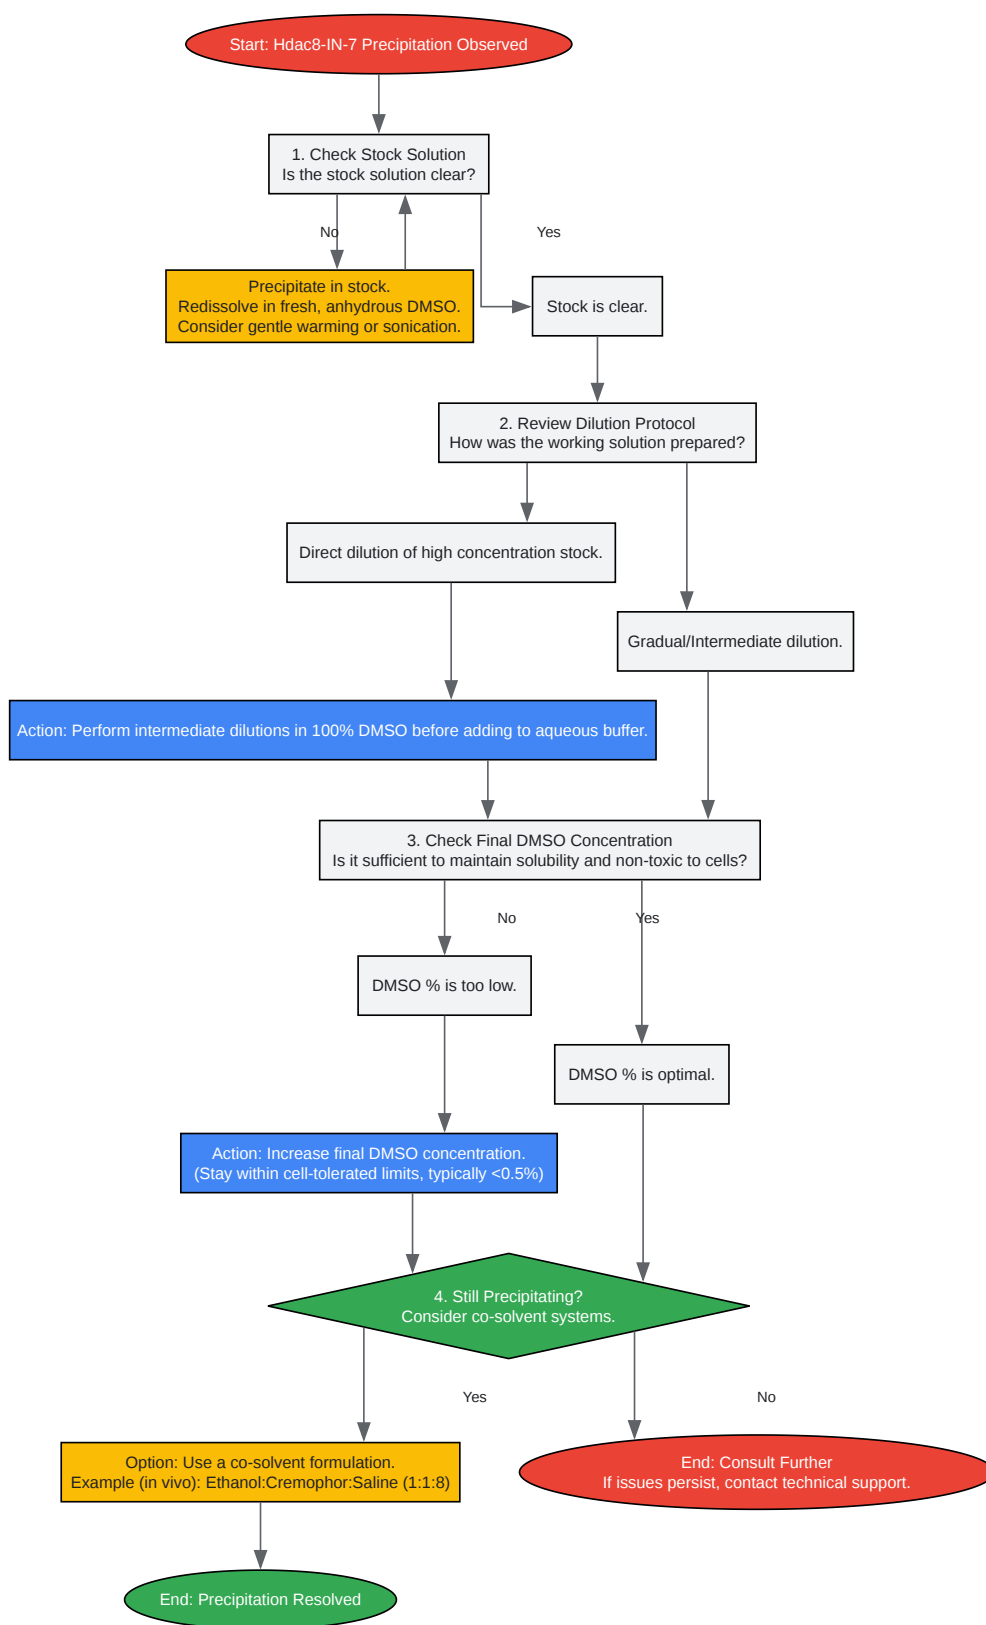 Start: Hdac8-IN-7 Precipitation Observed
1. Check Stock Solution
Is the stock solution clear?
No
Yes
Precipitate in stock.
Redissolve in fresh, anhydrous DMSO.
Consider gentle warming or sonication.
Stock is clear.
2. Review Dilution Protocol
How was the working solution prepared?
Direct dilution of high concentration stock.
Gradual/Intermediate dilution.
Action: Perform intermediate dilutions in 100% DMSO before adding to aqueous buffer.
3. Check Final DMSO Concentration
Is it sufficient to maintain solubility and non-toxic to cells?
No
Yes
DMSO % is too low.
DMSO % is optimal.
Action: Increase final DMSO concentration.
(Stay within cell-tolerated limits, typically <0.5%)
4. Still Precipitating?
Consider co-solvent systems.
Yes
No
Option: Use a co-solvent formulation.
Example (in vivo): Ethanol:Cremophor:Saline (1:1:8)
End: Consult Further
If issues persist, contact technical support.
End: Precipitation Resolved